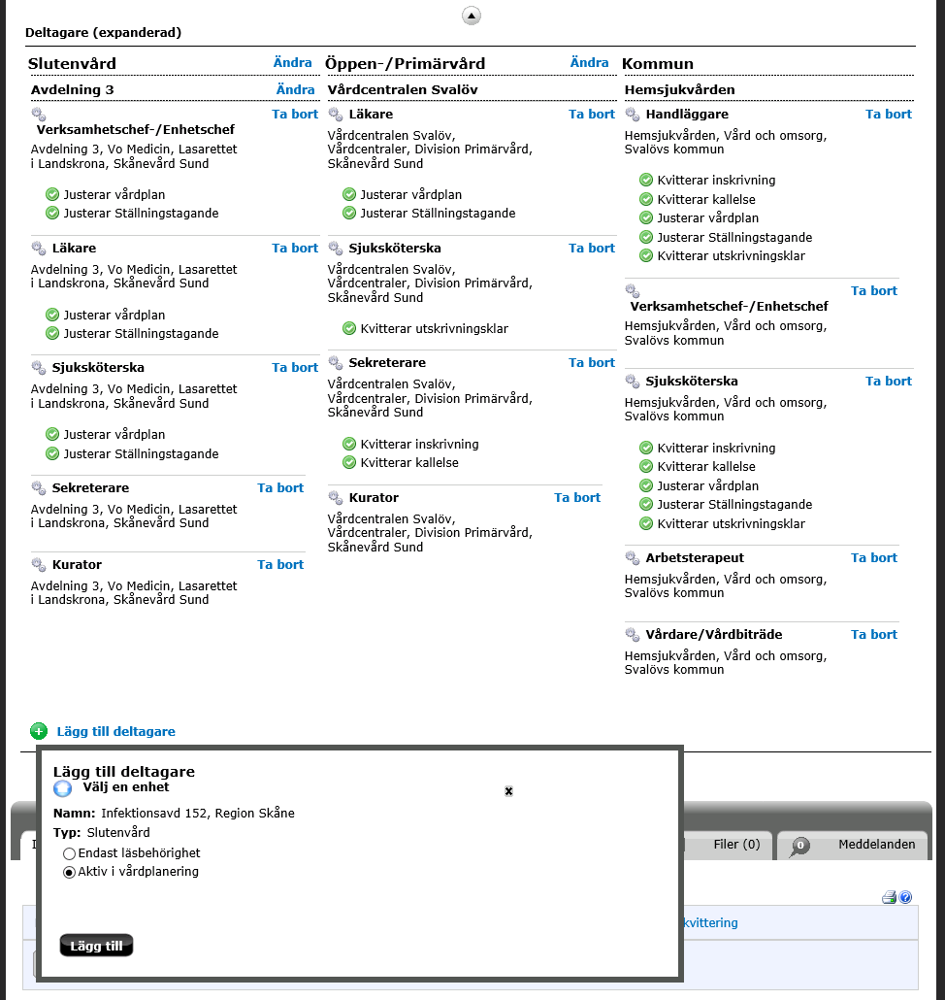 Deltagare (expanderad)
Slutenvård Ändra
Avdelning 3 Ändra
Verksamhetschef-/Enhetschef Ta bort
Avdelning 3, Vo Medicin, Lasarettet
i Landskrona, Skånevård Sund
Justerar vårdplan
Justerar Ställningstagande
Läkare Ta bort
Avdelning 3, Vo Medicin, Lasarettet
i Landskrona, Skånevård Sund
Justerar vårdplan
Justerar Ställningstagande
Sjuksköterska Ta bort
Avdelning 3, Vo Medicin, Lasarettet
i Landskrona, Skånevård Sund
Justerar vårdplan
Justerar Ställningstagande
Sekreterare Ta bort
Avdelning 3, Vo Medicin, Lasarettet
i Landskrona, Skånevård Sund
Kurator Ta bort
Avdelning 3, Vo Medicin, Lasarettet
i Landskrona, Skånevård Sund
Öppen-/Primärvård Ändra
Vårdcentralen Svalöv
Läkare Ta bort
Vårdcentralen Svalöv,
Vårdcentraler, Division Primärvård,
Skånevård Sund
Justerar vårdplan
Justerar Ställningstagande
Sjuksköterska Ta bort
Vårdcentralen Svalöv,
Vårdcentraler, Division Primärvård,
Skånevård Sund
Kvitterar utskrivningsklar
Sekreterare Ta bort
Vårdcentralen Svalöv,
Vårdcentraler, Division Primärvård,
Skånevård Sund
Kvitterar inskrivning
Kvitterar kallelse
Kurator Ta bort
Vårdcentralen Svalöv,
Vårdcentraler, Division Primärvård,
Skånevård Sund
Kommun
Hemsjukvården
Handläggare Ta bort
Hemsjukvården, Vård och omsorg,
Svalövs kommun
Kvitterar inskrivning
Kvitterar kallelse
Justerar vårdplan
Justerar Ställningstagande
Kvitterar utskrivningsklar
Verksamhetschef-/Enhetschef Ta bort
Hemsjukvården, Vård och omsorg,
Svalövs kommun
Sjuksköterska Ta bort
Hemsjukvården, Vård och omsorg,
Svalövs kommun
Kvitterar inskrivning
Kvitterar kallelse
Justerar vårdplan
Justerar Ställningstagande
Kvitterar utskrivningsklar
Arbetsterapeut Ta bort
Hemsjukvården, Vård och omsorg,
Svalövs kommun
Vårdare/Vårdbiträde Ta bort
Hemsjukvården, Vård och omsorg,
Svalövs kommun
Lägg till deltagare
Lägg till deltagare
Välj en enhet
x
Namn: Infektionsavd 152, Region Skåne
Typ: Slutenvård
Endast läsbehörighet
Aktiv i vårdplanering
Lägg till
Filer (0)
0 Meddelanden
?
kvittering